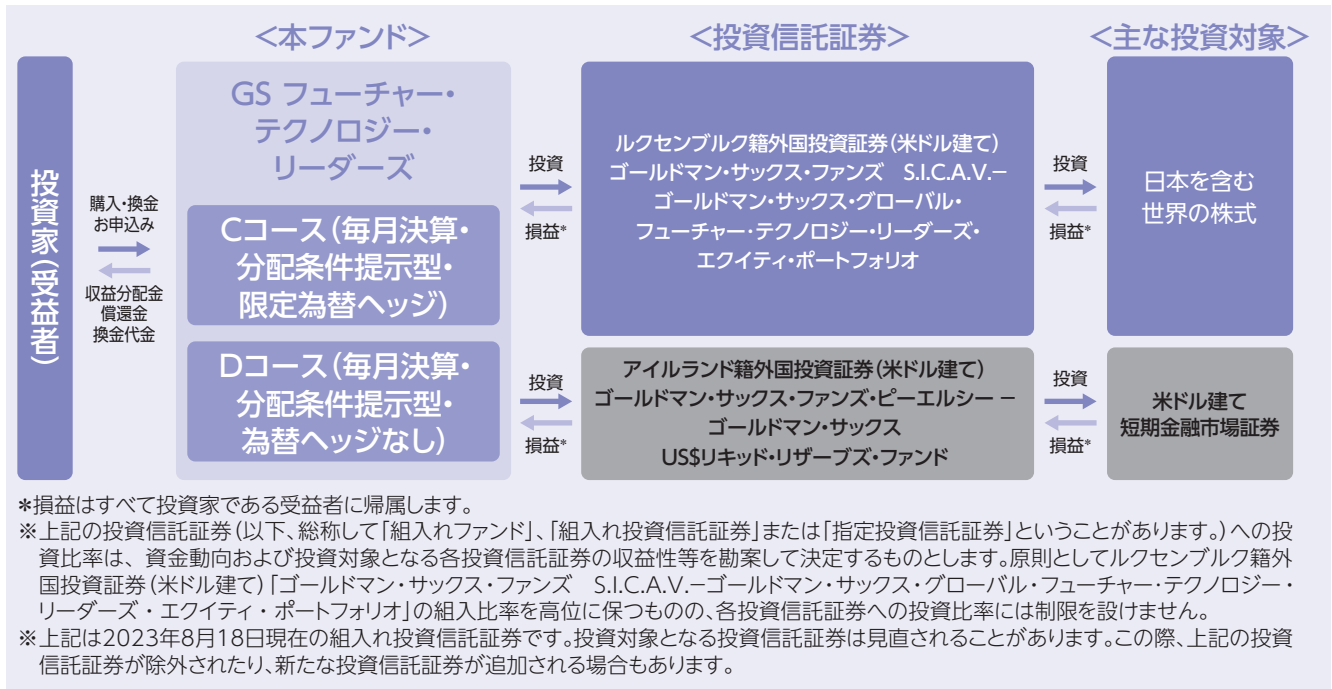 ＜本ファンド＞
＜投資信託証券＞
＜主な投資対象＞
投資家（受益者）
購入・換金
お申込み
収益分配金
償還金
換金代金
GS フューチャー・
テクノロジー・
リーダーズ
Cコース（毎月決算・
分配条件提示型・
限定為替ヘッジ）
Dコース（毎月決算・
分配条件提示型・
為替ヘッジなし）
投資
損益*
ルクセンブルク籍外国投資証券（米ドル建て）
ゴールドマン・サックス・ファンズ　S.I.C.A.V.－
ゴールドマン・サックス・グローバル・
フューチャー・テクノロジー・リーダーズ・
エクイティ・ポートフォリオ
投資
損益*
日本を含む
世界の株式
投資
損益*
アイルランド籍外国投資証券（米ドル建て）
ゴールドマン・サックス・ファンズ・ピーエルシー －
ゴールドマン・サックス
US$リキッド・リザーブズ・ファンド
投資
損益*
米ドル建て
短期金融市場証券
*損益はすべて投資家である受益者に帰属します。
※上記の投資信託証券（以下、総称して「組入れファンド」、「組入れ投資信託証券」または「指定投資信託証券」ということがあります。）への投
資比率は、資金動向および投資対象となる各投資信託証券の収益性等を勘案して決定するものとします。原則としてルクセンブルク籍外
国投資証券（米ドル建て）「ゴールドマン・サックス・ファンズ　S.I.C.A.V.－ゴールドマン・サックス・グローバル・フューチャー・テクノロジー・
リーダーズ・エクイティ・ポートフォリオ」の組入比率を高位に保つものの、各投資信託証券への投資比率には制限を設けません。
※上記は2023年8月18日現在の組入れ投資信託証券です。投資対象となる投資信託証券は見直されることがあります。この際、上記の投資
信託証券が除外されたり、新たな投資信託証券が追加される場合もあります。